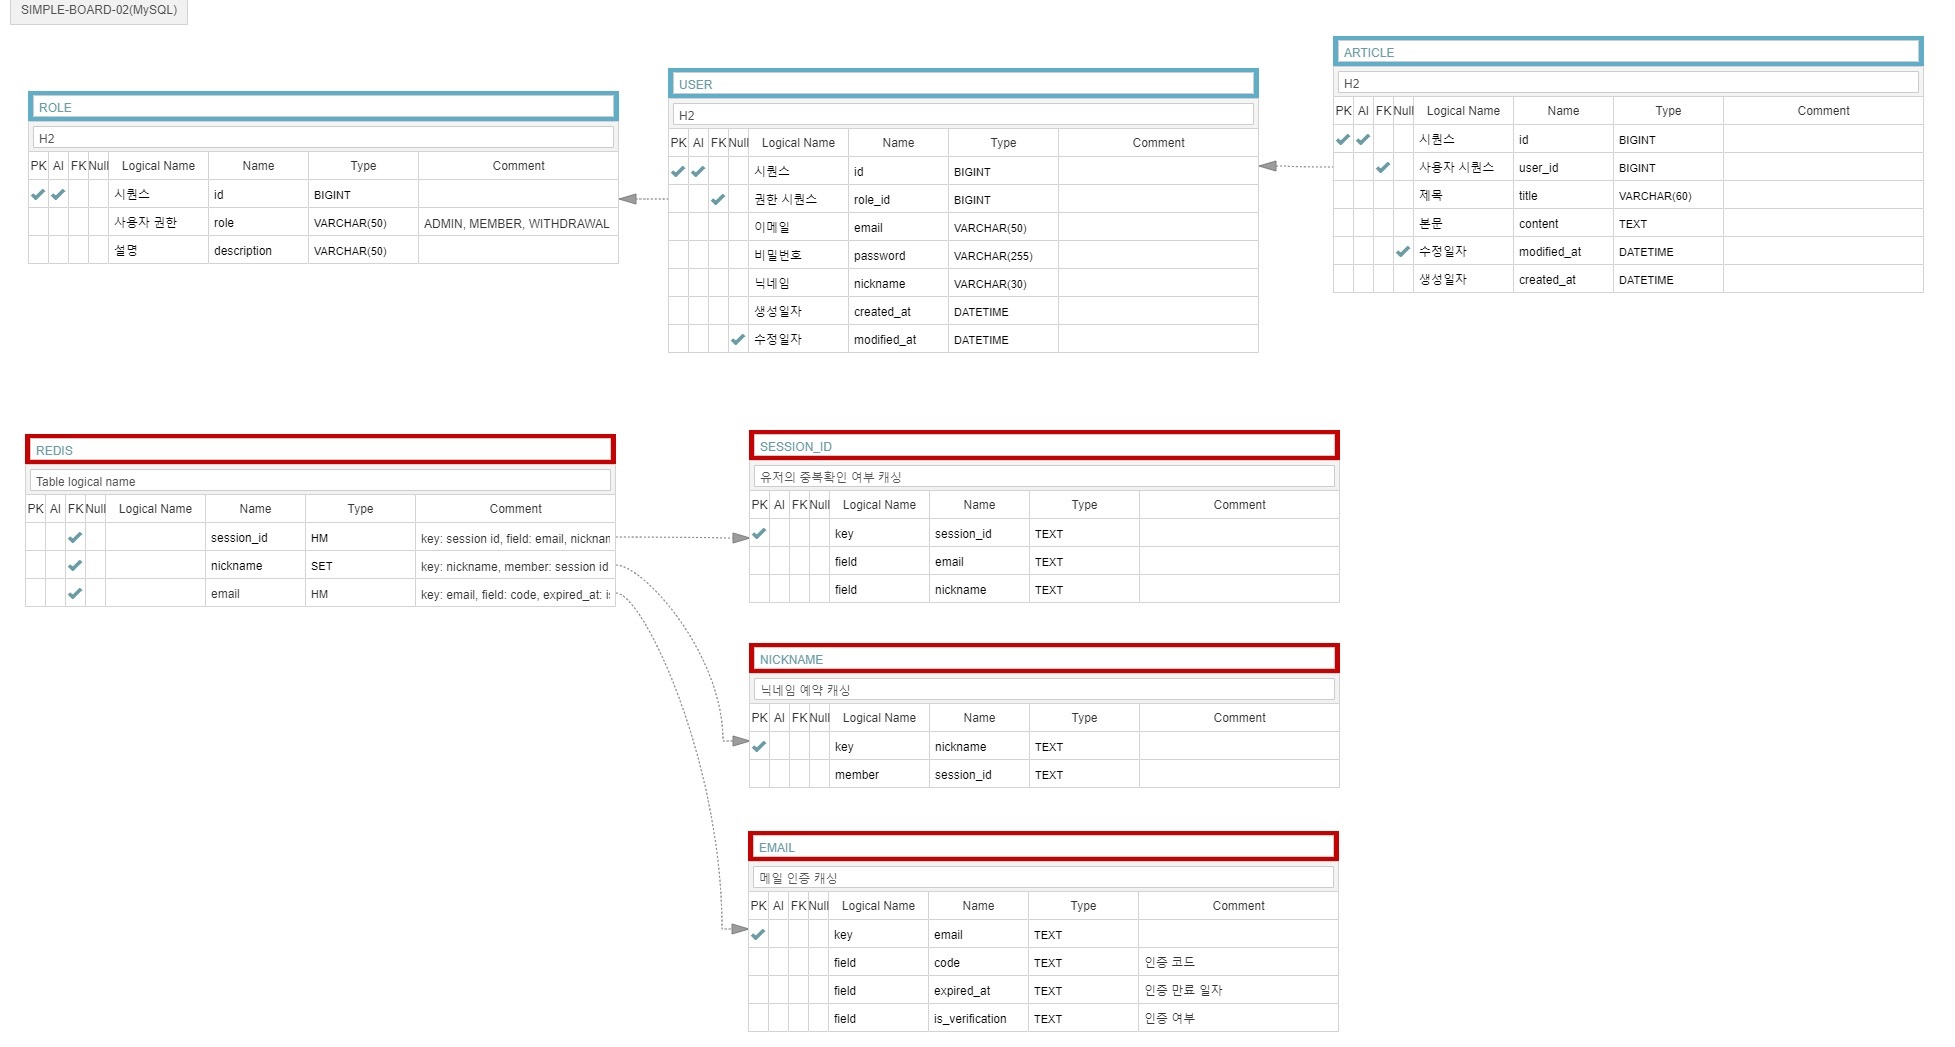 SIMPLE-BOARD-02(MySQL)
ROLE
H2
PK AI FK Null Logical Name Name Type Comment
시퀀스 id BIGINT
사용자 권한 role VARCHAR(50) ADMIN, MEMBER, WITHDRAWAL
설명 description VARCHAR(50)
USER
H2
PK AI FK Null Logical Name Name Type Comment
시퀀스 id BIGINT
권한 시퀀스 role_id BIGINT
이메일 email VARCHAR(50)
비밀번호 password VARCHAR(255)
닉네임 nickname VARCHAR(30)
생성일자 created_at DATETIME
수정일자 modified_at DATETIME
ARTICLE
H2
PK AI FK Null Logical Name Name Type Comment
시퀀스 id BIGINT
사용자 시퀀스 user_id BIGINT
제목 title VARCHAR(60)
본문 content TEXT
수정일자 modified_at DATETIME
생성일자 created_at DATETIME
REDIS
Table logical name
PK AI FK Null Logical Name Name Type Comment
session_id HM key: session id, field: email, nicknan
nickname SET key: nickname, member: session id
email HM key: email, field: code, expired_at: i
SESSION_ID
유저의 중복확인 여부 캐싱
PK AI FK Null Logical Name Name Type Comment
key session_id TEXT
field email TEXT
field nickname TEXT
NICKNAME
닉네임 예약 캐싱
PK AI FK Null Logical Name Name Type Comment
key nickname TEXT
member session_id TEXT
EMAIL
메일 인증 캐싱
PK AI FK Null Logical Name Name Type Comment
key email TEXT
field code TEXT 인증 코드
field expired_at TEXT 인증 만료 일자
field is_verification TEXT 인증 여부